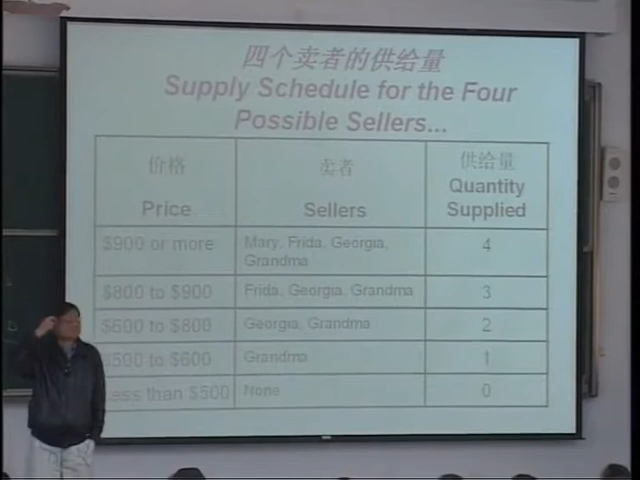 四个卖者的供给量
Supply Schedule for the Four
Possible Sellers...
价格 卖者 供给量
Price Sellers Quantity
Supplied
$900 or more Mary, Frida, Georgia, 4
Grandma
$800 to $900 Frida, Georgia, Grandma 3
$600 to $800 Georgia, Grandma 2
$500 to $600 Grandma 1
less than $500 None 0